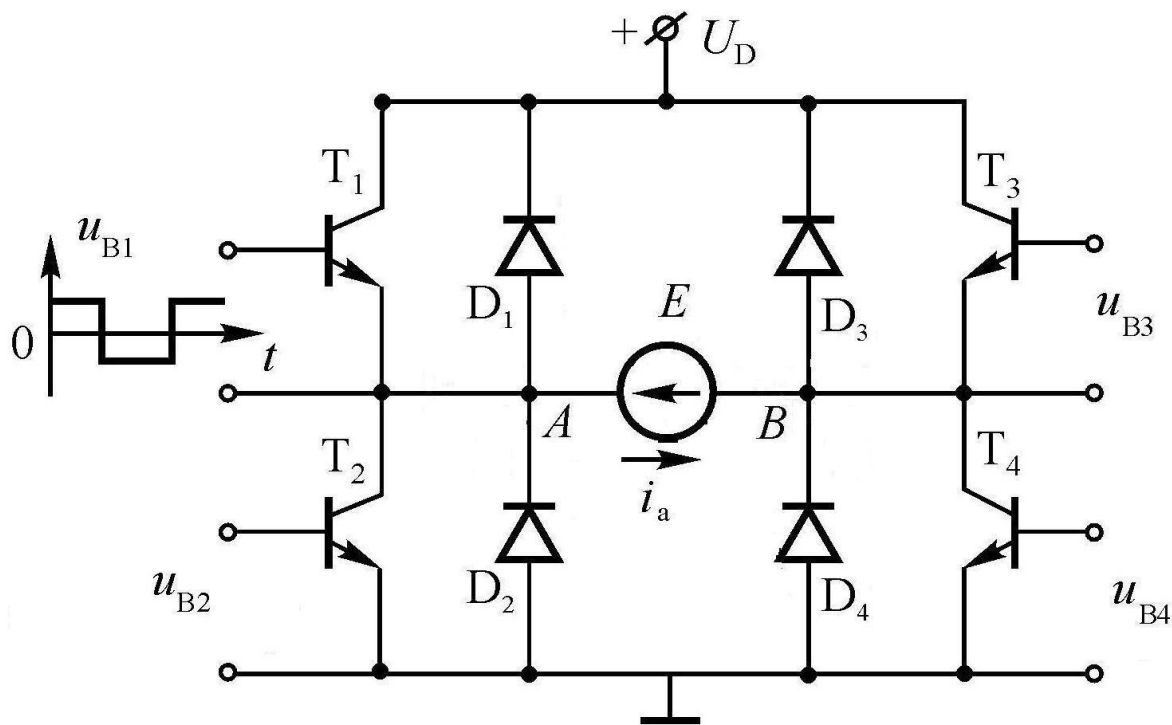 + U_D
T_1
T_3
u_B1
D_1
E
D_3
u_B3
0
t
A
B
T_2
i_a
T_4
u_B2
D_2
D_4
u_B4